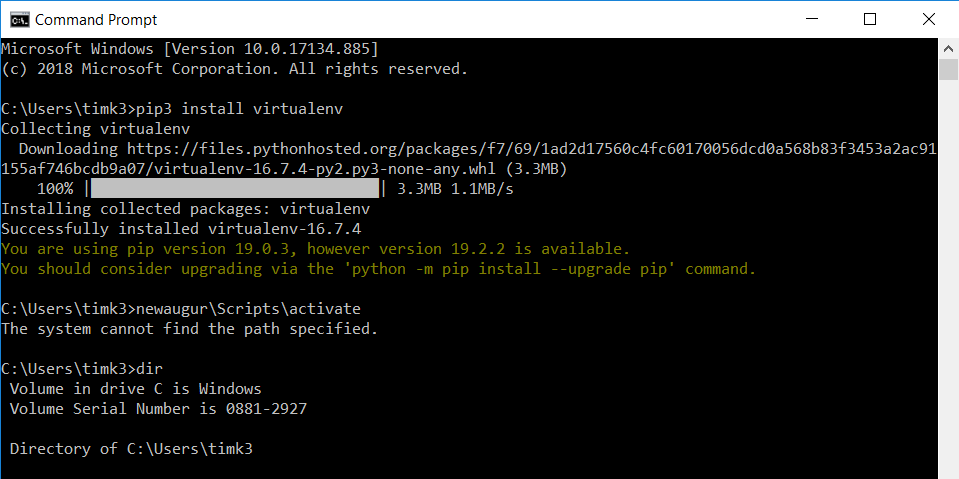 Command Prompt
Microsoft Windows [Version 10.0.17134.885]
(c) 2018 Microsoft Corporation. All rights reserved.
C:\Users\timk3>pip3 install virtualenv
Collecting virtualenv
  Downloading https://files.pythonhosted.org/packages/f7/69/1ad2d17560c4fc60170056dcd0a568b83f3453a2ac91
155af746bcdb9a07/virtualenv-16.7.4-py2.py3-none-any.whl (3.3MB)
    100% |████████████████████████████████| 3.3MB 1.1MB/s
Installing collected packages: virtualenv
Successfully installed virtualenv-16.7.4
You are using pip version 19.0.3, however version 19.2.2 is available.
You should consider upgrading via the 'python -m pip install --upgrade pip' command.
C:\Users\timk3>newaugur\Scripts\activate
The system cannot find the path specified.
C:\Users\timk3>dir
 Volume in drive C is Windows
 Volume Serial Number is 0881-2927
 Directory of C:\Users\timk3